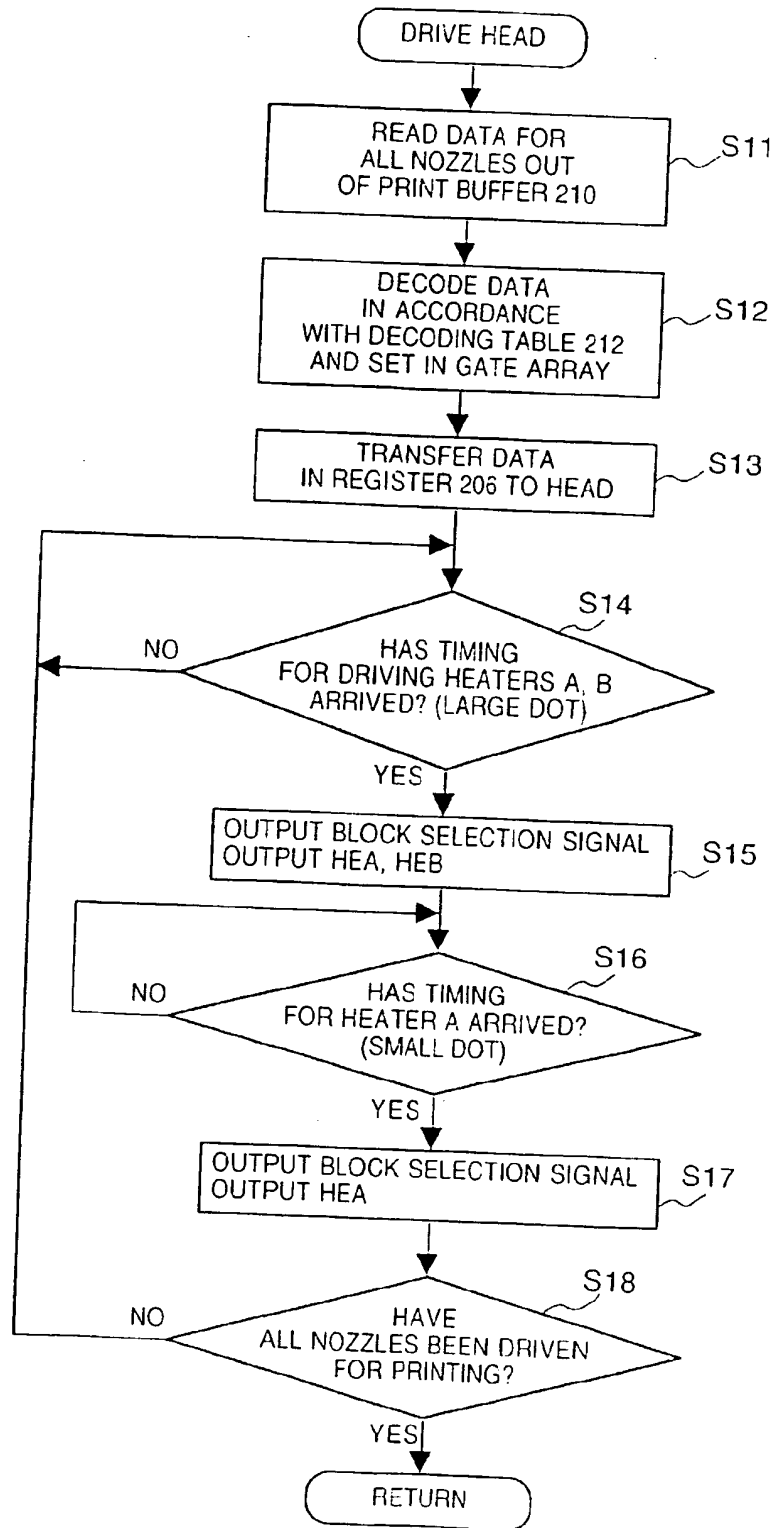 DRIVE HEAD
READ DATA FOR
ALL NOZZLES OUT
OF PRINT BUFFER 210
S11
DECODE DATA
IN ACCORDANCE
WITH DECODING TABLE 212
AND SET IN GATE ARRAY
S12
TRANSFER DATA
IN REGISTER 206 TO HEAD
S13
S14
NO
HAS TIMING
FOR DRIVING HEATERS A, B
ARRIVED? (LARGE DOT)
YES
OUTPUT BLOCK SELECTION SIGNAL
OUTPUT HEA, HEB
S15
S16
NO
HAS TIMING
FOR HEATER A ARRIVED?
(SMALL DOT)
YES
OUTPUT BLOCK SELECTION SIGNAL
OUTPUT HEA
S17
S18
NO
HAVE
ALL NOZZLES BEEN DRIVEN
FOR PRINTING?
YES
RETURN